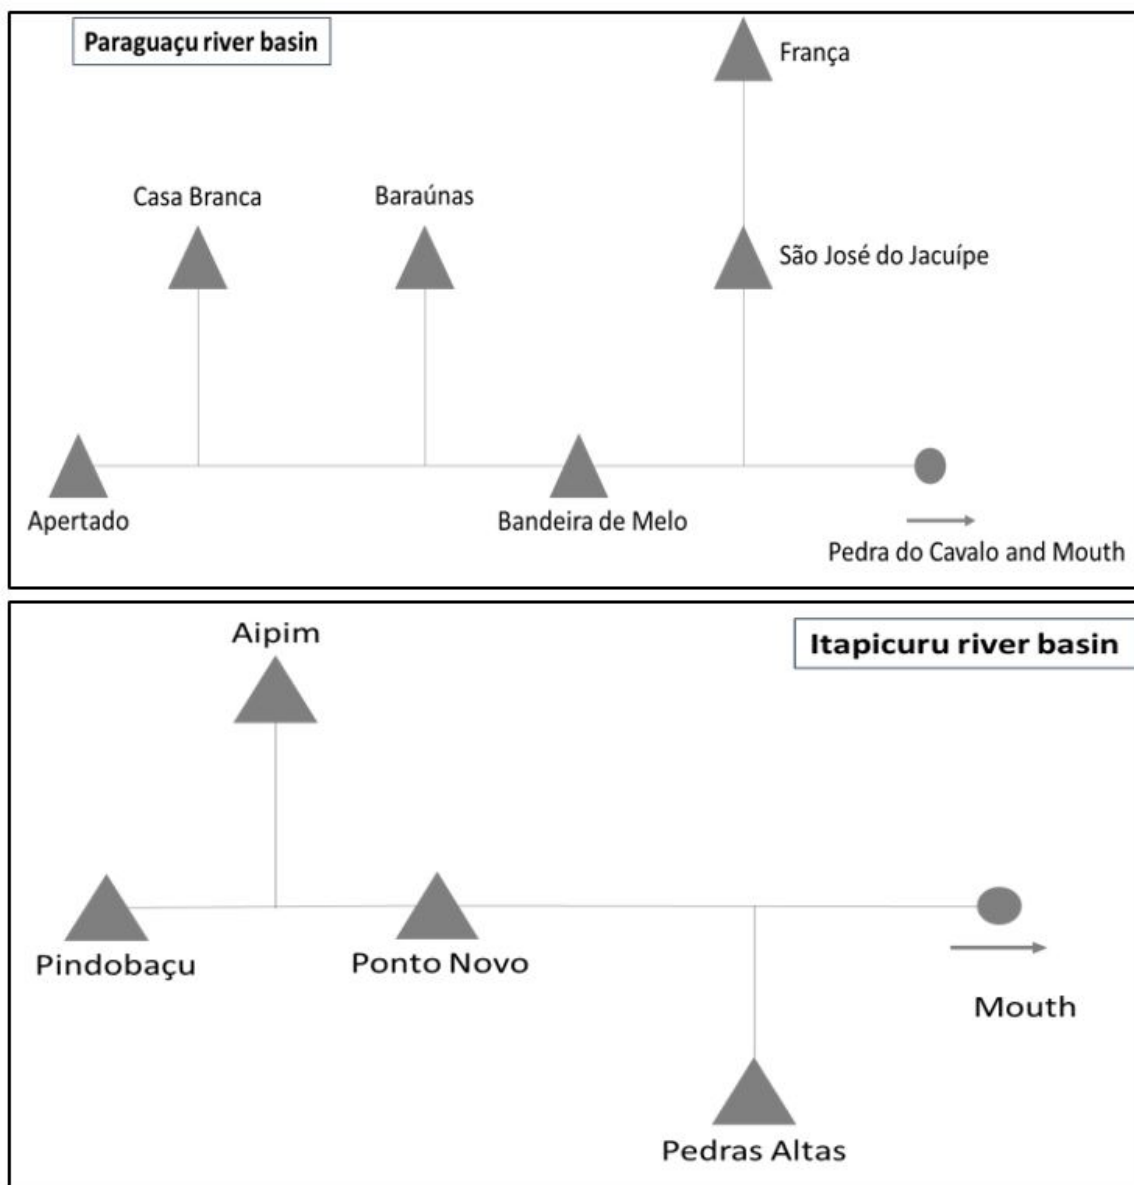 Paraguaçu river basin
França
Casa Branca
Baraúnas
São José do Jacuípe
Apertado
Bandeira de Melo
Pedra do Cavalo and Mouth
Aipim
Itapicuru river basin
Pindobaçu
Ponto Novo
Mouth
Pedras Altas